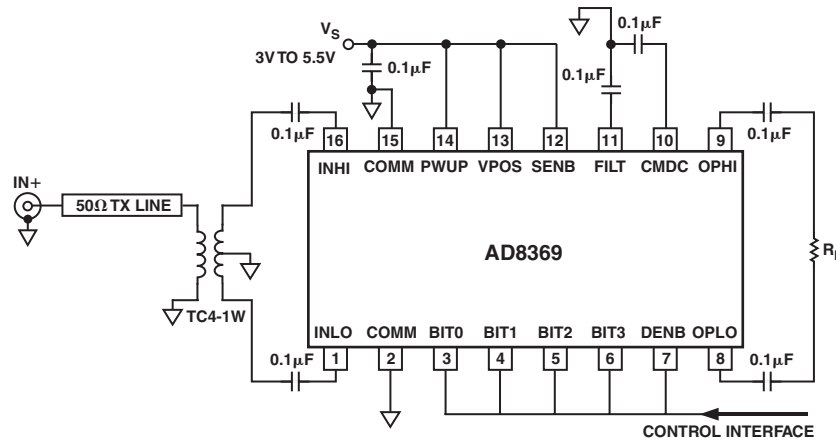 V_S
3V TO 5.5V
0.1µF
0.1µF
0.1µF
0.1µF
16 15 14 13 12 11 10 9
0.1µF
INHI COMM PWUP VPOS SENB FILT CMDC OPHI
IN+
50Ω TX LINE
AD8369
TC4-1W
INLO COMM BIT0 BIT1 BIT2 BIT3 DENB OPLO
0.1µF
1 2 3 4 5 6 7 8
0.1µF
CONTROL INTERFACE